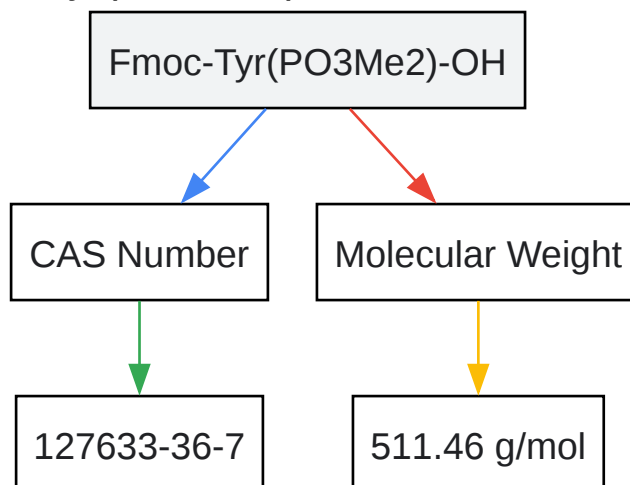 Fmoc-Tyr(PO3Me2)-OH
CAS Number
Molecular Weight
127633-36-7
511.46 g/mol